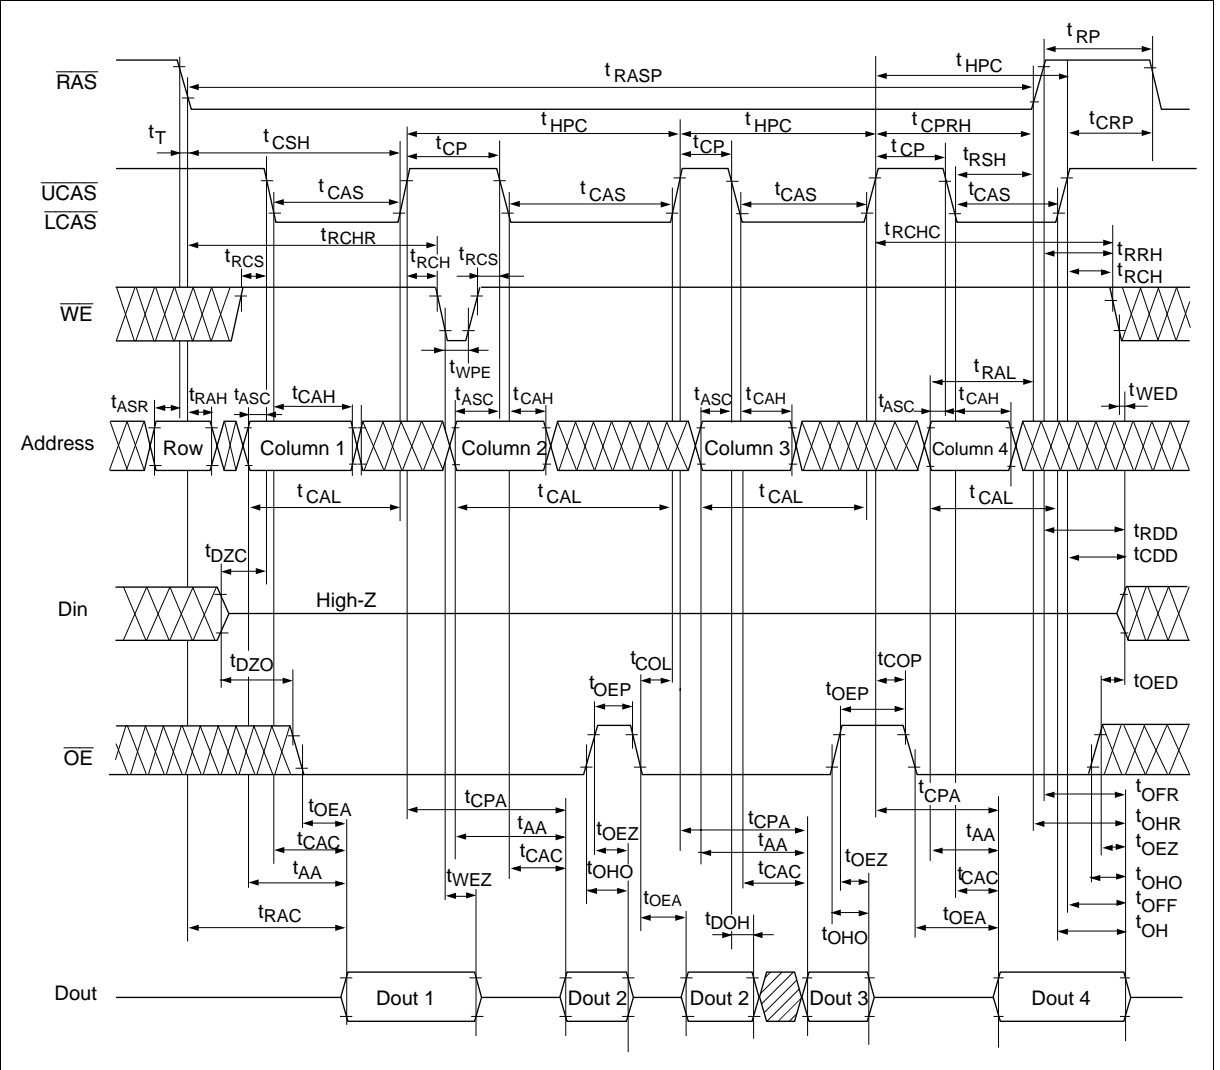 tRP
tHPC
RAS
tRASP
tHPC tHPC tCPRH tCRP
tT tCSH tCP tCP tCP tRSH
UCAS
tCAS tCAS tCAS tCAS
LCAS
tRCHR tRCHC
tRCS tRCH tRCS tRRH
tRCH
WE
tWPE tRAL
tASR tRAH tASC tCAH tASC tCAH tASC tCAH tASC tCAH tWED
Address Row Column 1 Column 2 Column 3 Column 4
tCAL tCAL tCAL tCAL
tRDD
tDZC tCDD
Din High-Z
tDZO tCOL tCOP
tOEP tOEP tOED
OE
tOEA tCPA tCPA tCPA tOFR
tCAC tAA tOEZ tAA tAA tOHR
tAA tCAC tOHO tCAC tOEZ tCAC tOEZ
tWEZ tOEA tOHO
tRAC tDOH tOHO tOEA tOFF
tOH
Dout Dout 1 Dout 2 Dout 2 Dout 3 Dout 4